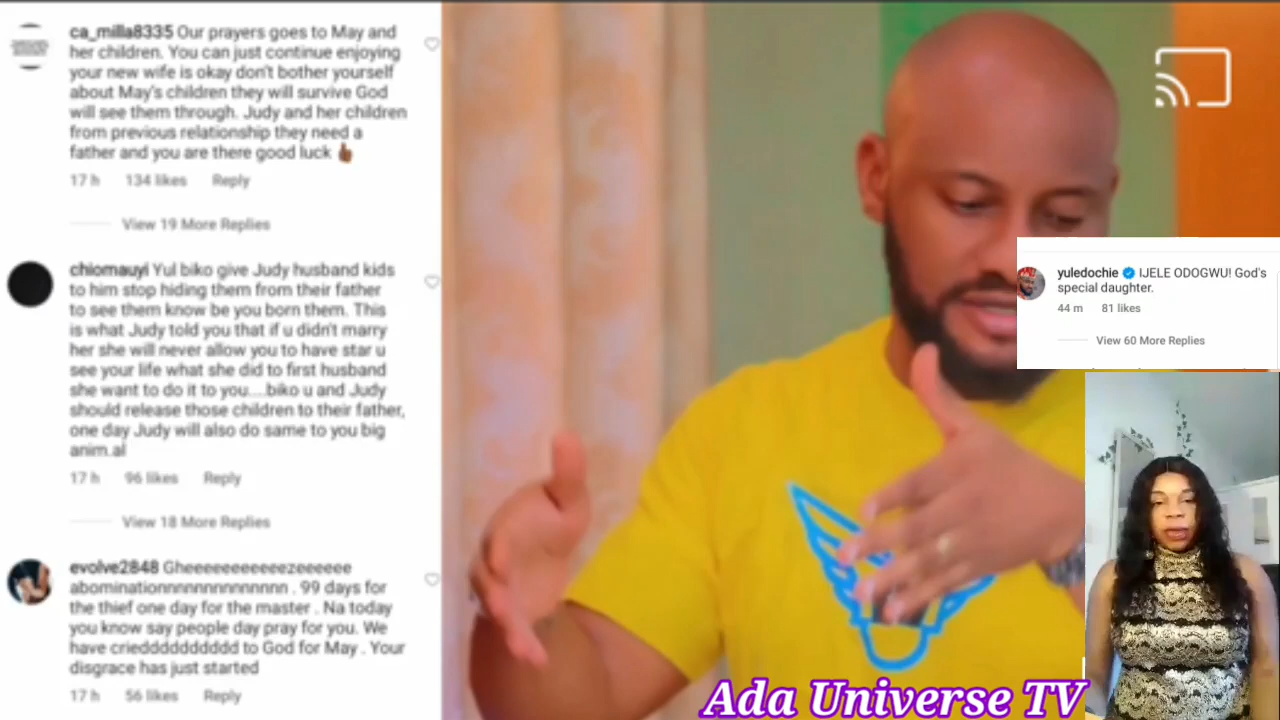 ca_milla8335 Our prayers goes to May and
her children. You can just continue enjoying
your new wife is okay don't bother yourself
about May's children they will survive God
will see them through. Judy and her children
from previous relationship they need a
father and you are there good luck 👍🏾
17 h 134 likes Reply
View 19 More Replies
chiomauyi Yul biko give Judy husband kids
to him stop hiding them from their father
to see them know be you born them. This
is what Judy told you that if u didn't marry
her she will never allow you to have star u
see your life what she did to first husband
she want to do it to you....biko u and Judy
should release those children to their father,
one day Judy will also do same to you big
anim.al
17 h 96 likes Reply
View 18 More Replies
evolve2848 Gheeeeeeeeeeezeeeeee
abominationnnnnnnnnnnnnn . 99 days for
the thief one day for the master . Na today
you know say people day pray for you. We
have criedddddddddd to God for May . Your
disgrace has just started
17 h 56 likes Reply
yuledochie IJELE ODOGWU! God's
special daughter.
44 m 81 likes
View 60 More Replies
Ada Universe TV